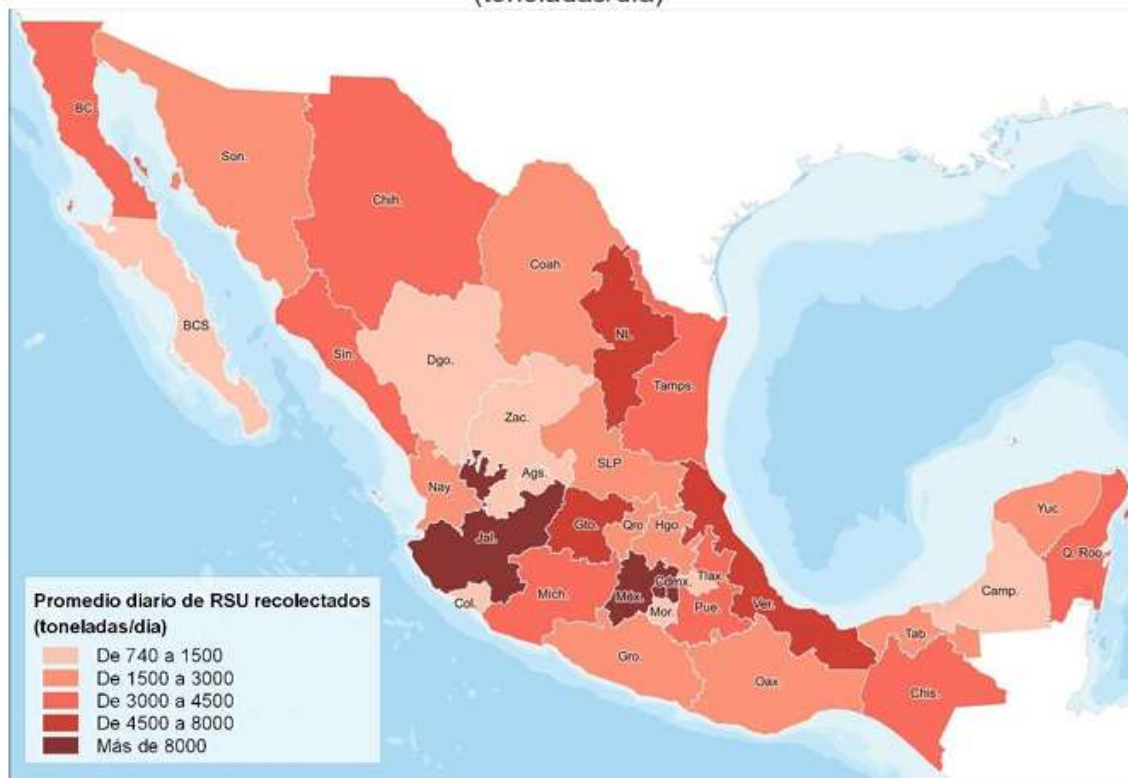 (toneladas/día)
BC
Son.
Chih.
Coah.
BCS
NL
Sin.
Dgo.
Tamps.
Zac.
SLP
Ags.
Nay
Gto.
Qro
Hgo
Yuc.
Jal.
Q. Roo
Cdmx.
Tlax
Camp.
Col.
Mich.
Méx.
Mor.
Pue.
Ver.
Tab.
Gro.
Oax
Chis.
Promedio diario de RSU recolectados
(toneladas/dia)
De 740 a 1500
De 1500 a 3000
De 3000 a 4500
De 4500 a 8000
Más de 8000